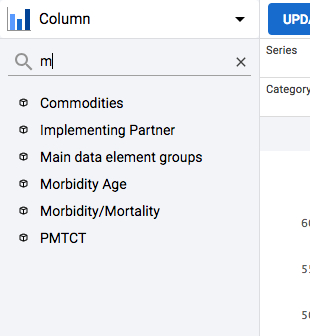 Column
UPDA
Series
m
Category
Commodities
Implementing Partner
Main data element groups
Morbidity Age
Morbidity/Mortality
PMTCT
60
55
50